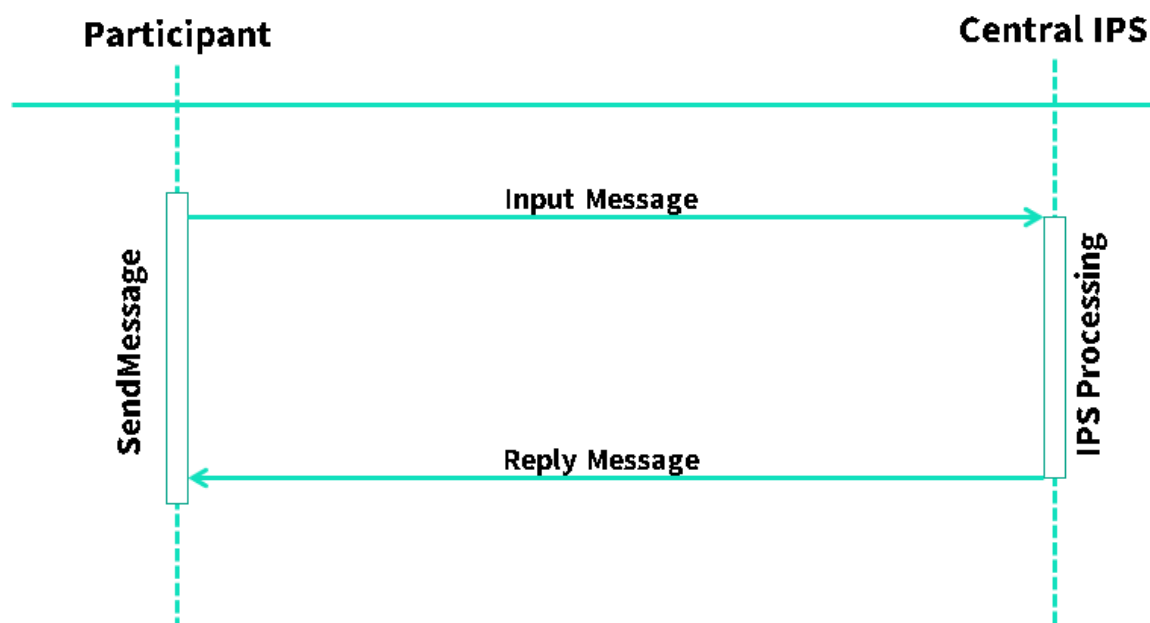 Participant
Central IPS
Input Message
SendMessage
IPS Processing
Reply Message